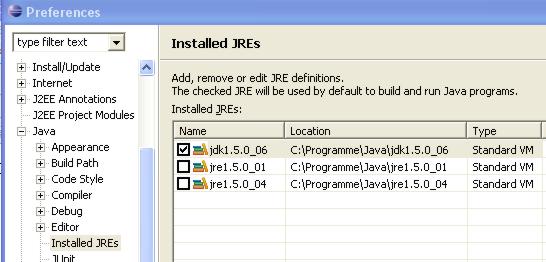 Preferences
type filter text
Installed JREs
Install/Update
Internet
J2EE Annotations
J2EE Project Modules
Java
Appearance
Build Path
Code Style
Compiler
Debug
Editor
Installed JREs
JUnit
Add, remove or edit JRE definitions.
The checked JRE will be used by default to build and run Java programs.
Installed JREs:
Name Location Type
jdk1.5.0_06 C:\Programme\Java\jdk1.5.0_06 Standard VM
jre1.5.0_01 C:\Programme\Java\jre1.5.0_01 Standard VM
jre1.5.0_04 C:\Programme\Java\jre1.5.0_04 Standard VM